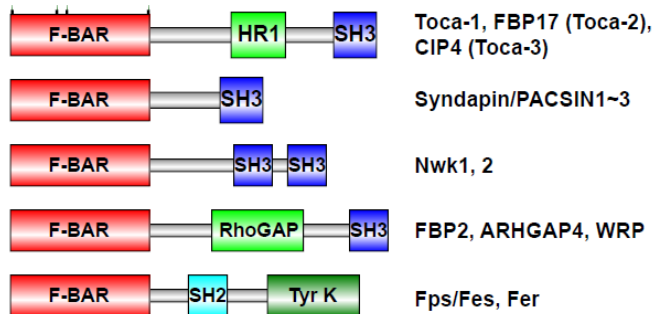 F-BAR HR1 SH3 Toca-1, FBP17 (Toca-2),
CIP4 (Toca-3)
F-BAR SH3 Syndapin/PACSIN1~3
F-BAR SH3 SH3 Nwk1, 2
F-BAR RhoGAP SH3 FBP2, ARHGAP4, WRP
F-BAR SH2 Tyr K Fps/Fes, Fer